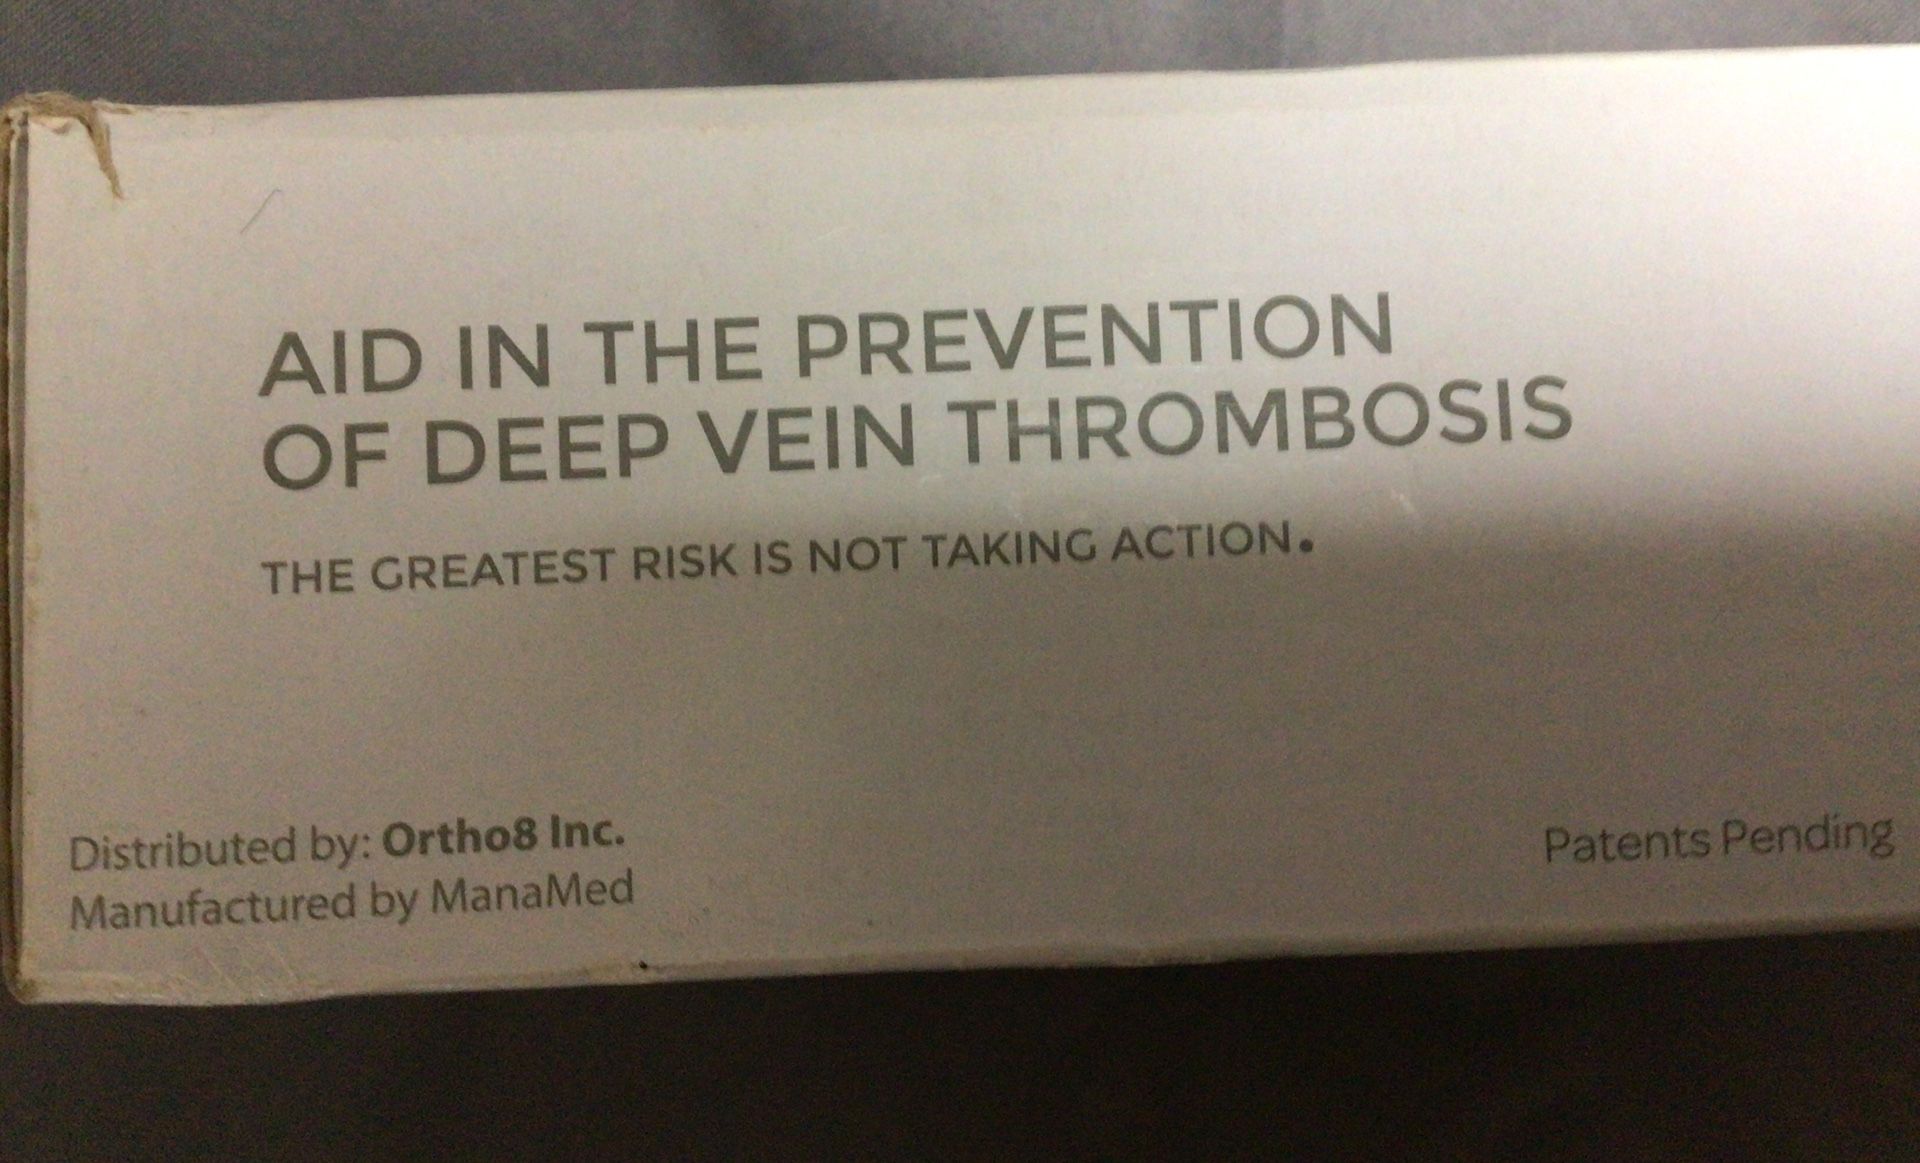 AID IN THE PREVENTION
OF DEEP VEIN THROMBOSIS
THE GREATEST RISK IS NOT TAKING ACTION.
Distributed by: Ortho8 Inc.
Manufactured by ManaMed
Patents Pending